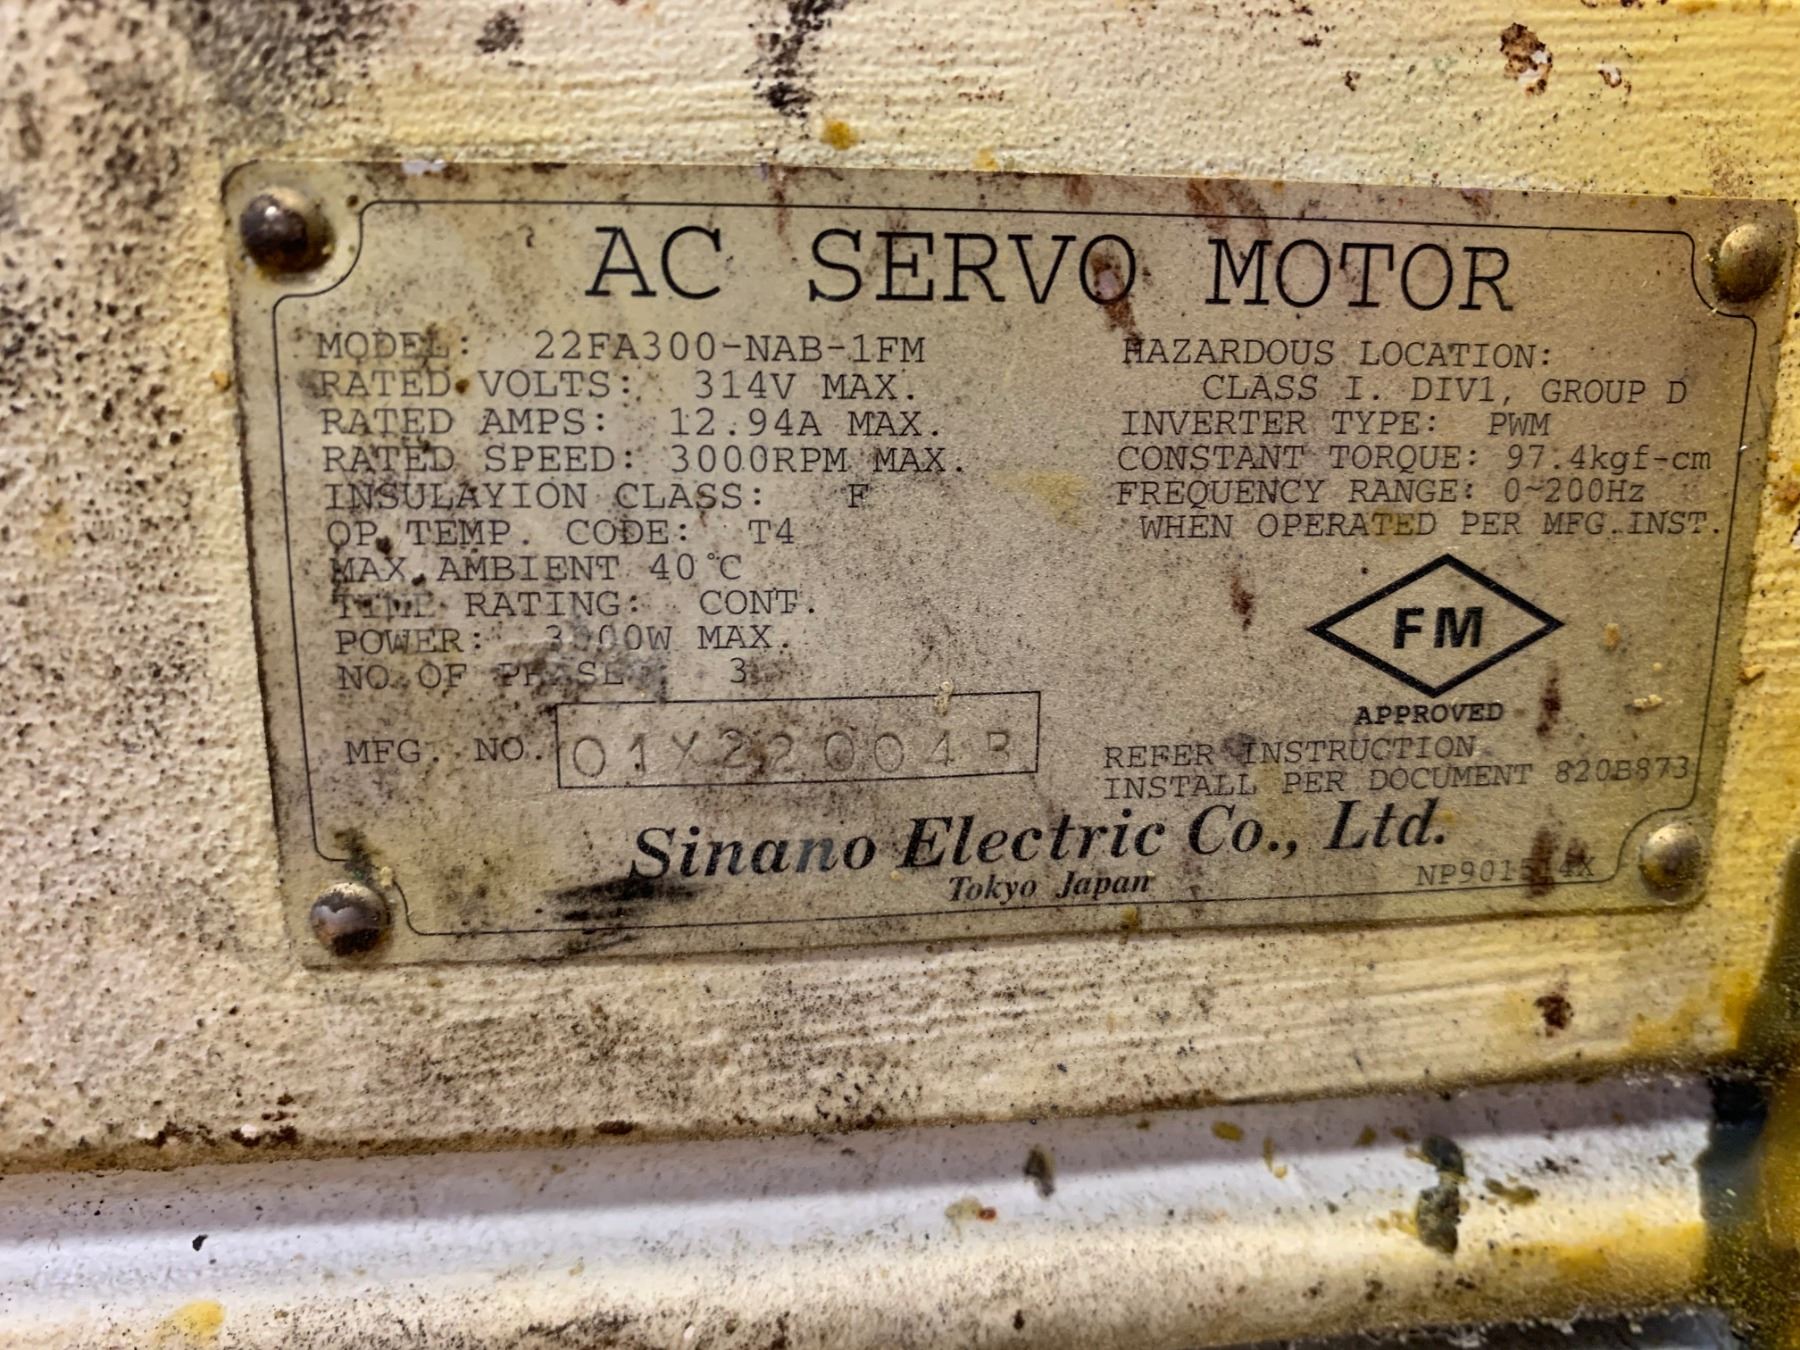 AC SERVO MOTOR
MODEL: 22FA300-NAB-1FM
RATED VOLTS: 314V MAX.
RATED AMPS: 12.94A MAX.
RATED SPEED: 3000RPM MAX.
INSULAYION CLASS: F
OP. TEMP. CODE: T4
MAX. AMBIENT 40°C
RATING: CONT.
POWER: MAX.
NO. OF 3
MFG. NO. 01X22004B
HAZARDOUS LOCATION:
CLASS I. DIV1, GROUP D
INVERTER TYPE: PWM
CONSTANT TORQUE: 97.4kgf-cm
FREQUENCY RANGE: 0~200Hz
WHEN OPERATED PER MFG.INST.
FM
APPROVED
REFER INSTRUCTION
INSTALL PER DOCUMENT 820B873
Sinano Electric Co., Ltd.
Tokyo Japan